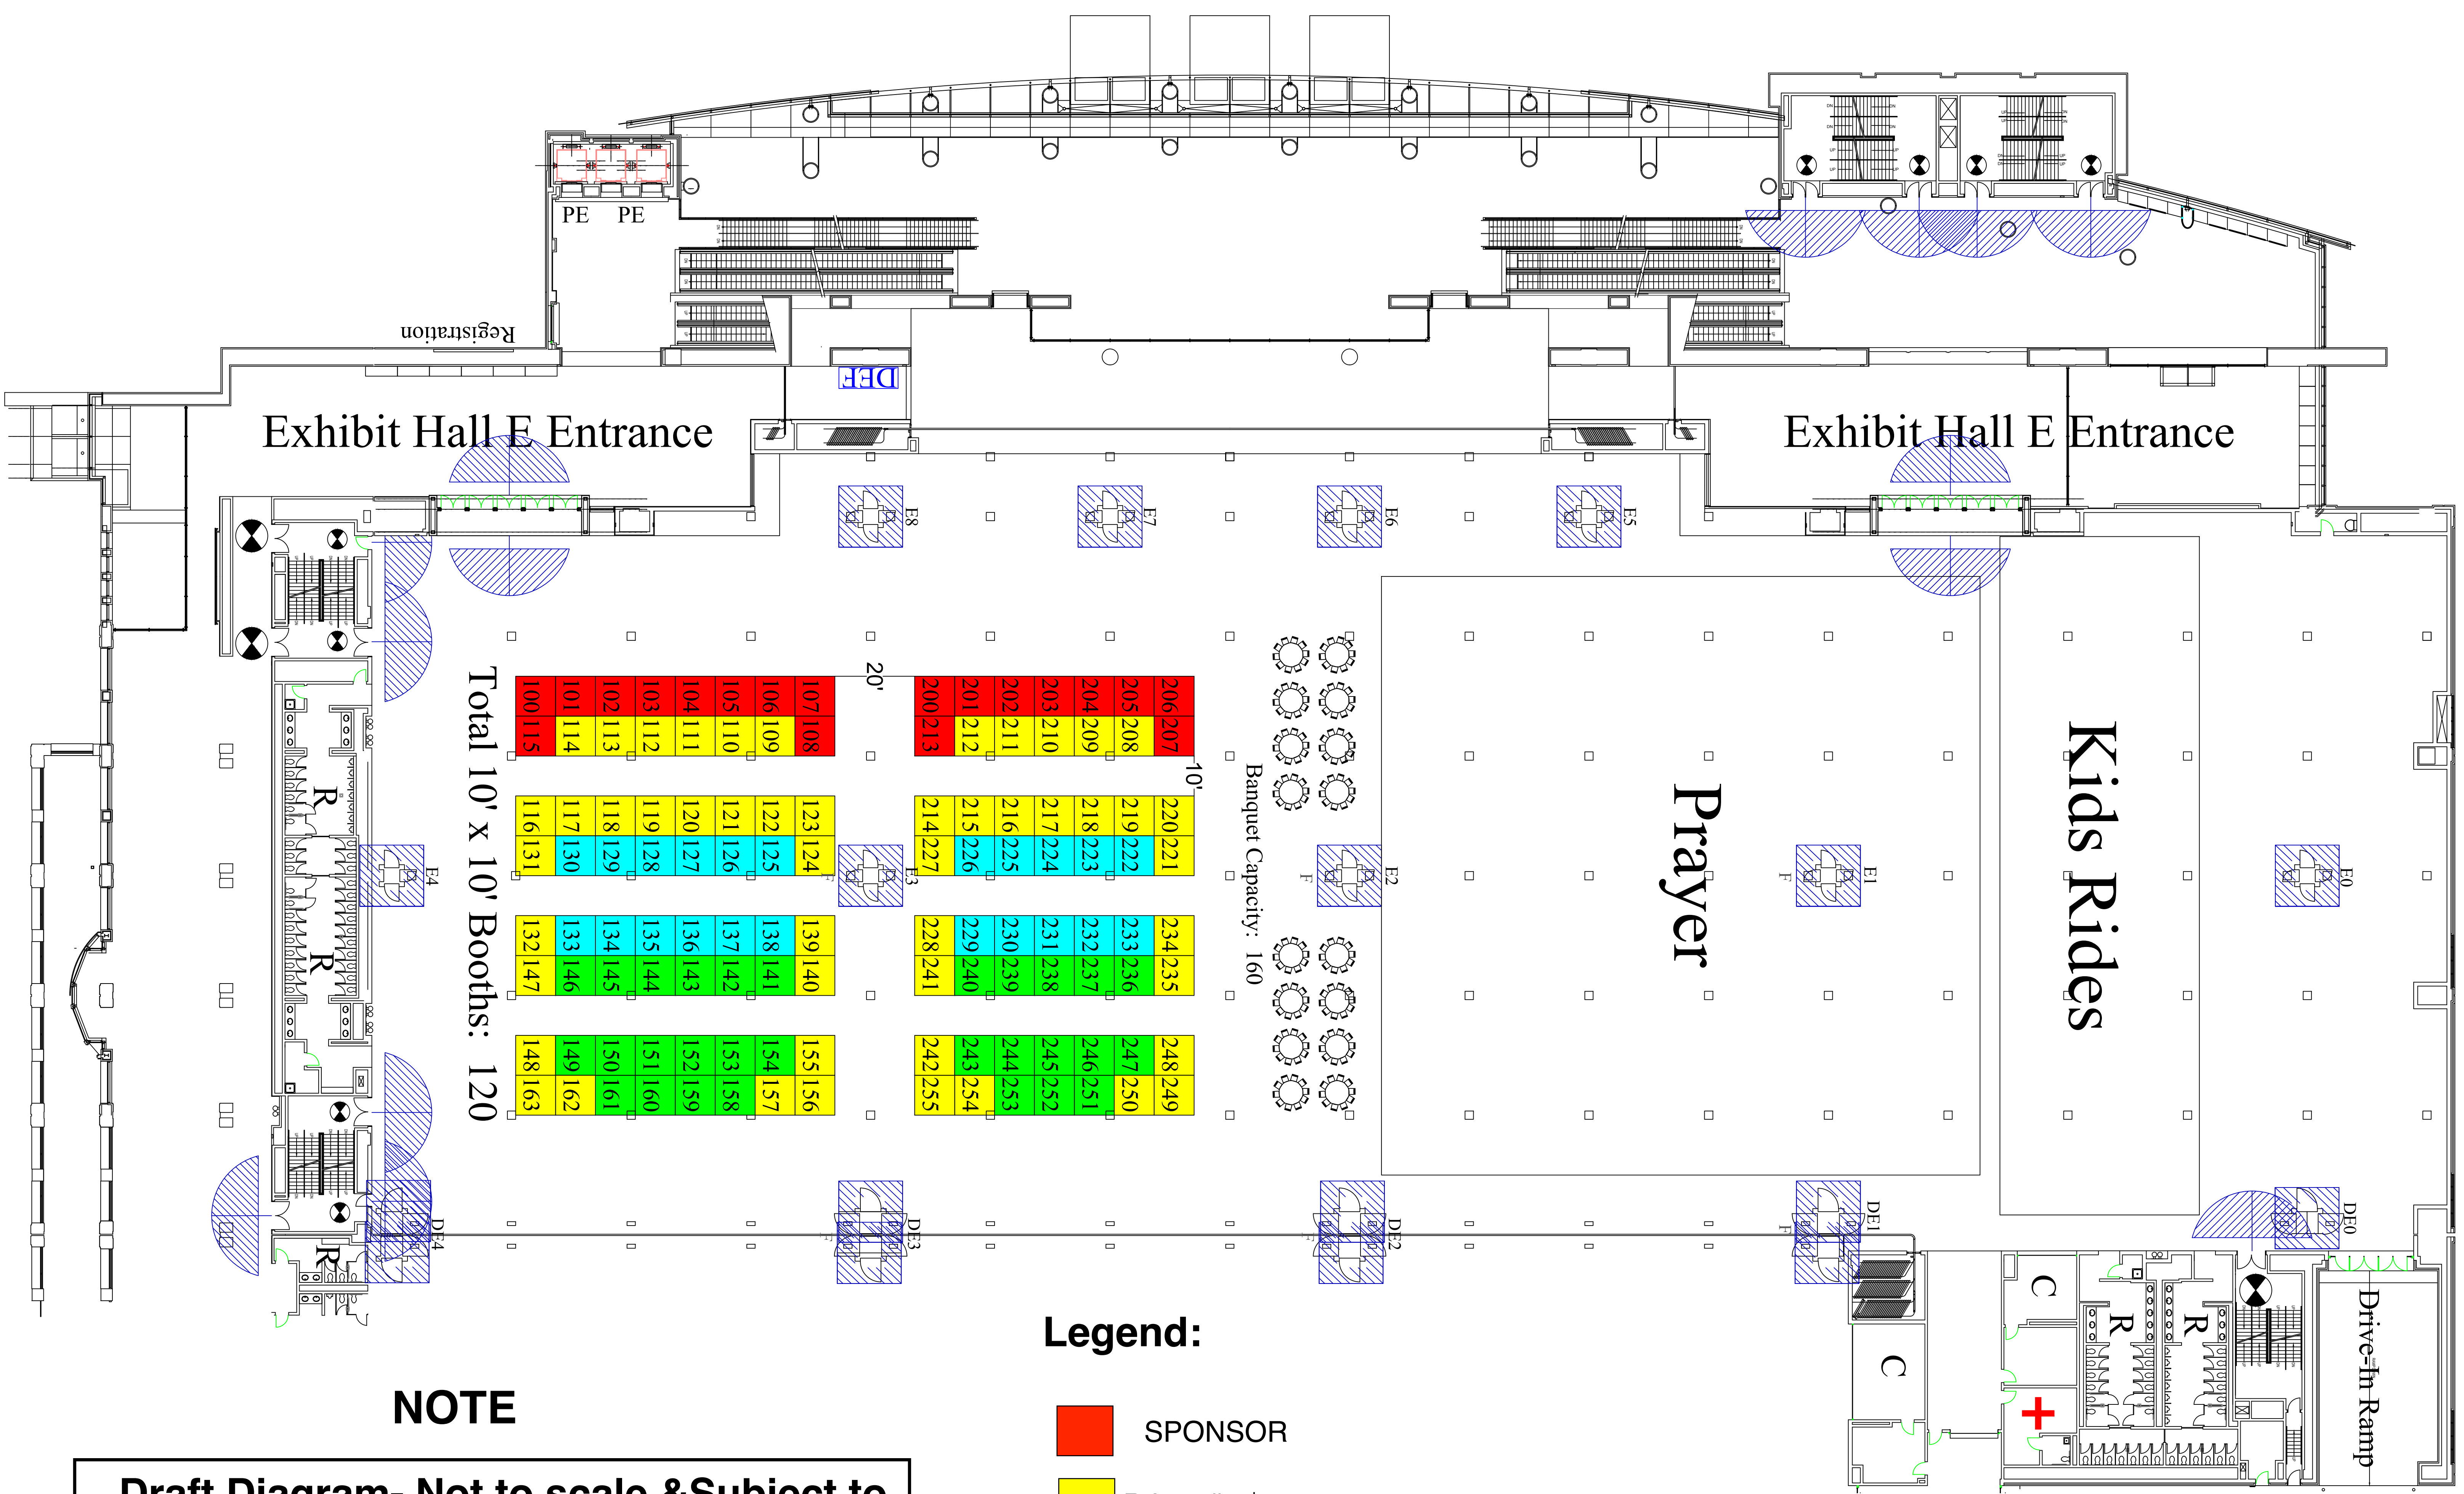 PE PE
Registration
DEF
Exhibit Hall E Entrance
Exhibit Hall E Entrance
E8
E7
E6
E5
20'
100 101 102 103 104 105 106 107
115 114 113 112 111 110 109 108
200 201 202 203 204 205 206
213 212 211 210 209 208 207
10'
116 117 118 119 120 121 122 123
131 130 129 128 127 126 125 124
214 215 216 217 218 219 220
227 226 225 224 223 222 221
132 133 134 135 136 137 138 139
147 146 145 144 143 142 141 140
228 229 230 231 232 233 234
241 240 239 238 237 236 235
148 149 150 151 152 153 154 155
163 162 161 160 159 158 157 156
242 243 244 245 246 247 248
255 254 253 252 251 250 249
Total 10' x 10' Booths: 120
Banquet Capacity: 160
Prayer
Kids Rides
R
R
R
E4
E3
F
E2
F
E1
F
E0
DE4
DE3
F
DE2
F
DE1
F
DE0
C
C
R
R
Drive-In Ramp
Legend:
SPONSOR
NOTE
Draft Diagram- Not to scale &Subject to